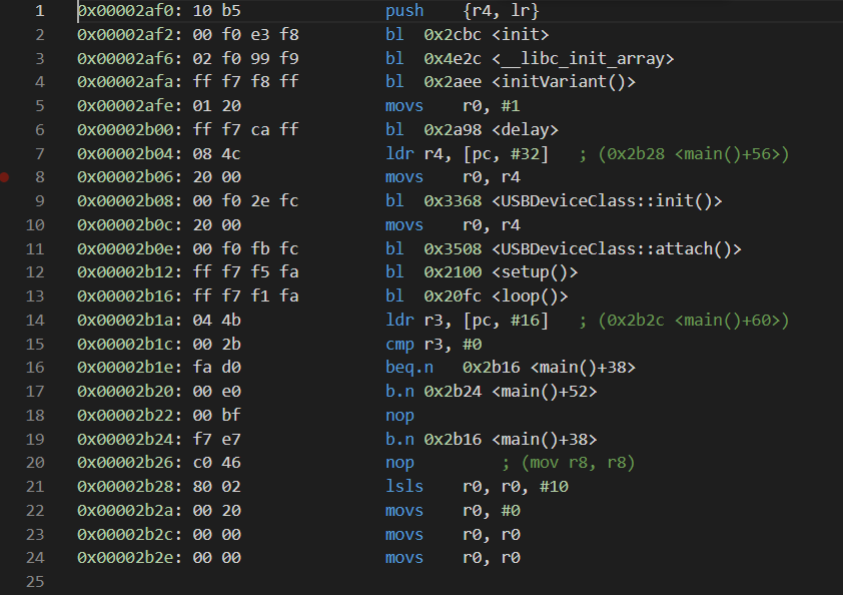 1 0x00002af0: 10 b5 push {r4, lr}
2 0x00002af2: 00 f0 e3 f8 bl 0x2cbc <init>
3 0x00002af6: 02 f0 99 f9 bl 0x4e2c <__libc_init_array>
4 0x00002afa: ff f7 f8 ff bl 0x2aee <initVariant()>
5 0x00002afe: 01 20 movs r0, #1
6 0x00002b00: ff f7 ca ff bl 0x2a98 <delay>
7 0x00002b04: 08 4c ldr r4, [pc, #32] ; (0x2b28 <main()+56>)
8 0x00002b06: 20 00 movs r0, r4
9 0x00002b08: 00 f0 2e fc bl 0x3368 <USBDeviceClass::init()>
10 0x00002b0c: 20 00 movs r0, r4
11 0x00002b0e: 00 f0 fb fc bl 0x3508 <USBDeviceClass::attach()>
12 0x00002b12: ff f7 f5 fa bl 0x2100 <setup()>
13 0x00002b16: ff f7 f1 fa bl 0x20fc <loop()>
14 0x00002b1a: 04 4b ldr r3, [pc, #16] ; (0x2b2c <main()+60>)
15 0x00002b1c: 00 2b cmp r3, #0
16 0x00002b1e: fa d0 beq.n 0x2b16 <main()+38>
17 0x00002b20: 00 e0 b.n 0x2b24 <main()+52>
18 0x00002b22: 00 bf nop
19 0x00002b24: f7 e7 b.n 0x2b16 <main()+38>
20 0x00002b26: c0 46 nop ; (mov r8, r8)
21 0x00002b28: 80 02 lsls r0, r0, #10
22 0x00002b2a: 00 20 movs r0, #0
23 0x00002b2c: 00 00 movs r0, r0
24 0x00002b2e: 00 00 movs r0, r0
25